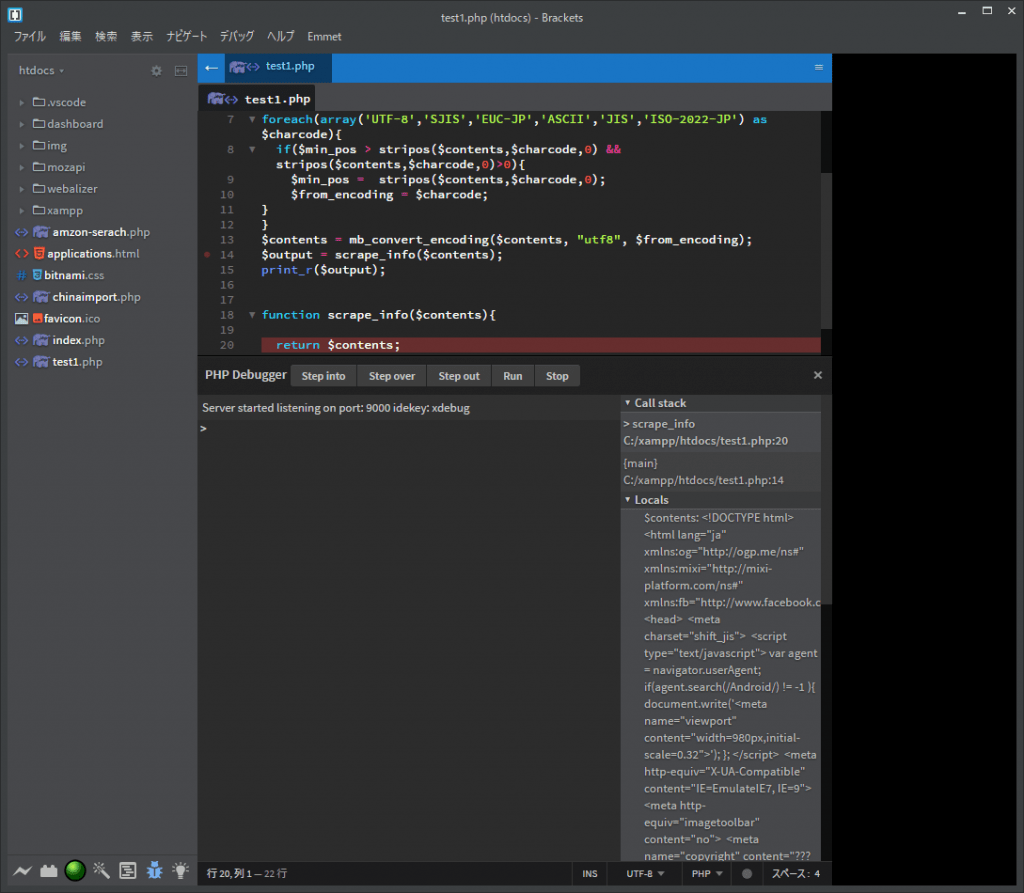 test1.php (htdocs) - Brackets
ファイル 編集 検索 表示 ナビゲート デバッグ ヘルプ Emmet
htdocs
.vscode
dashboard
img
mozapi
webalizer
xampp
amzon-serach.php
applications.html
bitnami.css
chinaimport.php
favicon.ico
index.php
test1.php
test1.php
test1.php
7 foreach(array('UTF-8','SJIS','EUC-JP','ASCII','JIS','ISO-2022-JP') as
$charcode){
8 if($min_pos > stripos($contents,$charcode,0) &&
stripos($contents,$charcode,0)>0){
9 $min_pos =  stripos($contents,$charcode,0);
10 $from_encoding = $charcode;
11 }
12 }
13 $contents = mb_convert_encoding($contents, "utf8", $from_encoding);
14 $output = scrape_info($contents);
15 print_r($output);
16
17
18 function scrape_info($contents){
19
20 return $contents;
PHP Debugger Step into Step over Step out Run Stop ×
Server started listening on port: 9000 idekey: xdebug
>
Call stack
> scrape_info
C:/xampp/htdocs/test1.php:20
{main}
C:/xampp/htdocs/test1.php:14
Locals
$contents: <!DOCTYPE html>
<html lang="ja"
xmlns:og="http://ogp.me/ns#"
xmlns:mixi="http://mixi-
platform.com/ns#"
xmlns:fb="http://www.facebook.c
<head> <meta
charset="shift_jis"> <script
type="text/javascript"> var agent
= navigator.userAgent;
if(agent.search(/Android/) != -1 ){
document.write('<meta
name="viewport"
content="width=980px,initial-
scale=0.32">'); }; </script> <meta
http-equiv="X-UA-Compatible"
content="IE=EmulateIE7, IE=9">
<meta http-
equiv="imagetoolbar"
content="no"> <meta
name="copyright" content="???
行 20, 列 1 — 22 行 INS UTF-8 PHP スペース: 4